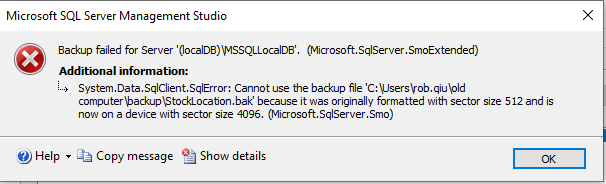 Microsoft SQL Server Management Studio
Backup failed for Server '(localDB)\MSSQLLocalDB'. (Microsoft.SqlServer.SmoExtended)
Additional information:
System.Data.SqlClient.SqlError: Cannot use the backup file 'C:\Users\rob.qiu\old
computer\backup\StockLocation.bak' because it was originally formatted with sector size 512 and is
now on a device with sector size 4096. (Microsoft.SqlServer.Smo)
Help Copy message Show details OK